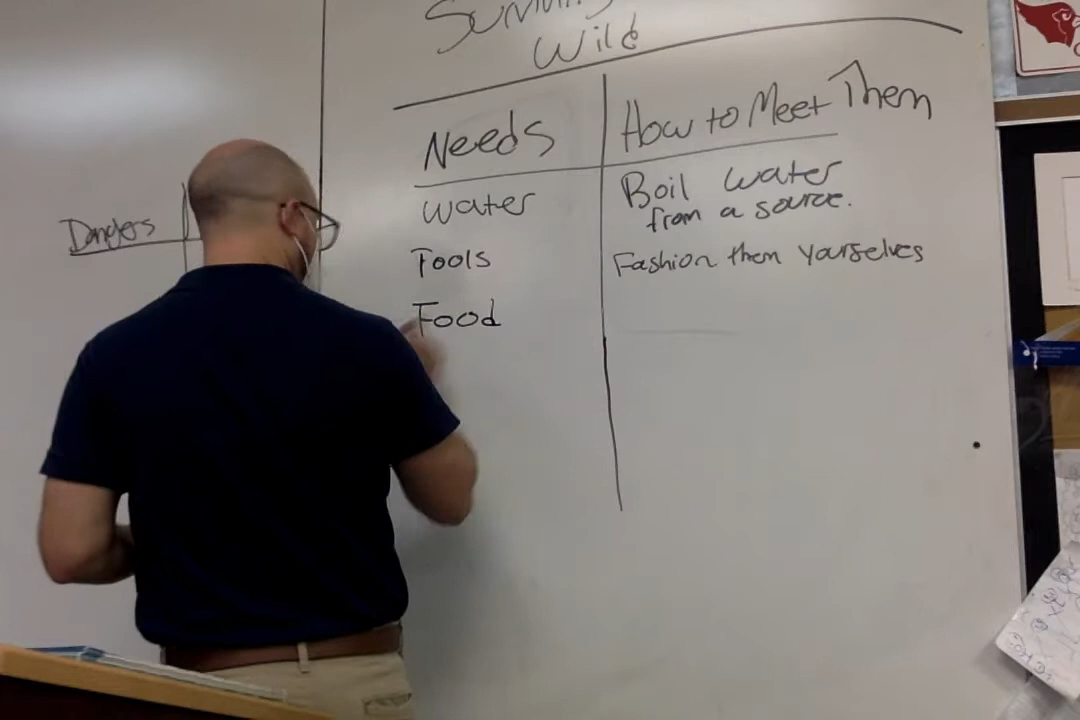 Wild
Needs
How to Meet Them
Dangers
water
Boil water
from a source.
Tools
Fashion them yourselves
Food